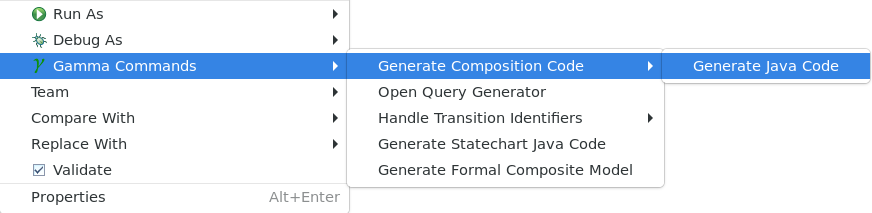 Run As
Debug As
γ Gamma Commands
Team
Compare With
Replace With
Validate
Properties Alt+Enter
Generate Composition Code
Open Query Generator
Handle Transition Identifiers
Generate Statechart Java Code
Generate Formal Composite Model
Generate Java Code